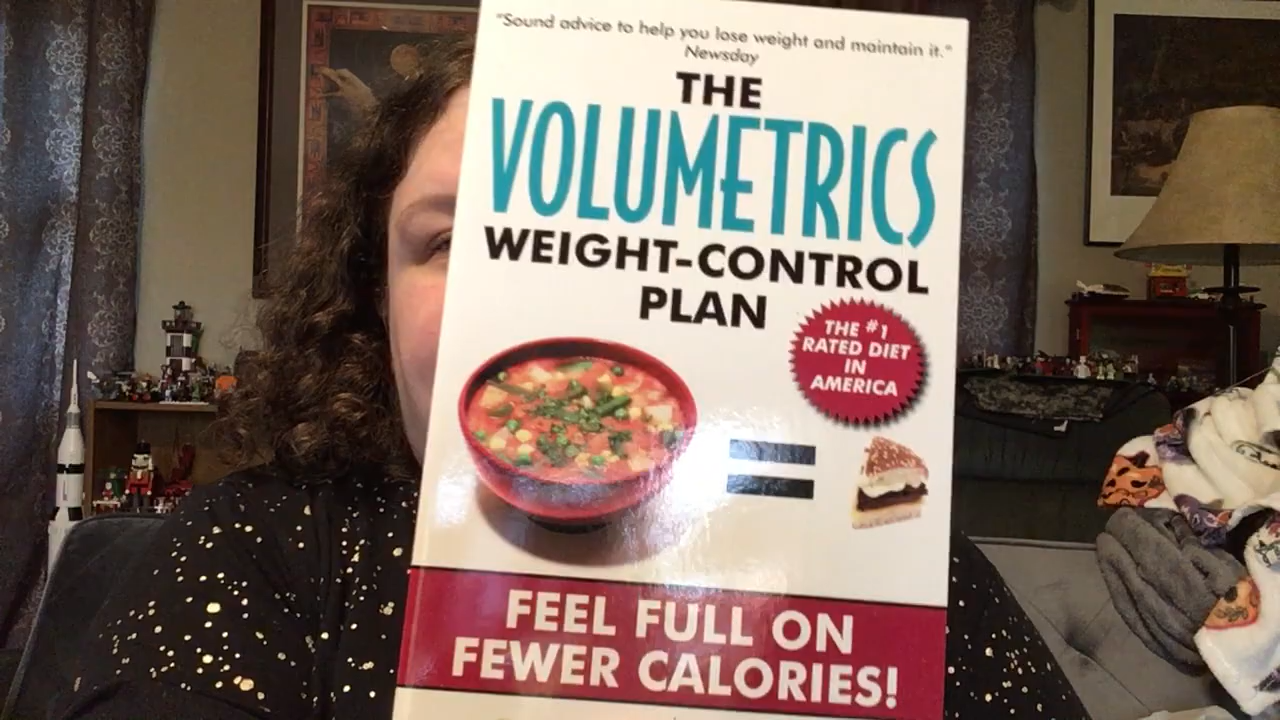 "Sound advice to help you lose weight and maintain it."
Newsday
THE
VOLUMETRICS
WEIGHT-CONTROL
PLAN
THE #1
RATED DIET
IN
AMERICA
FEEL FULL ON
FEWER CALORIES!